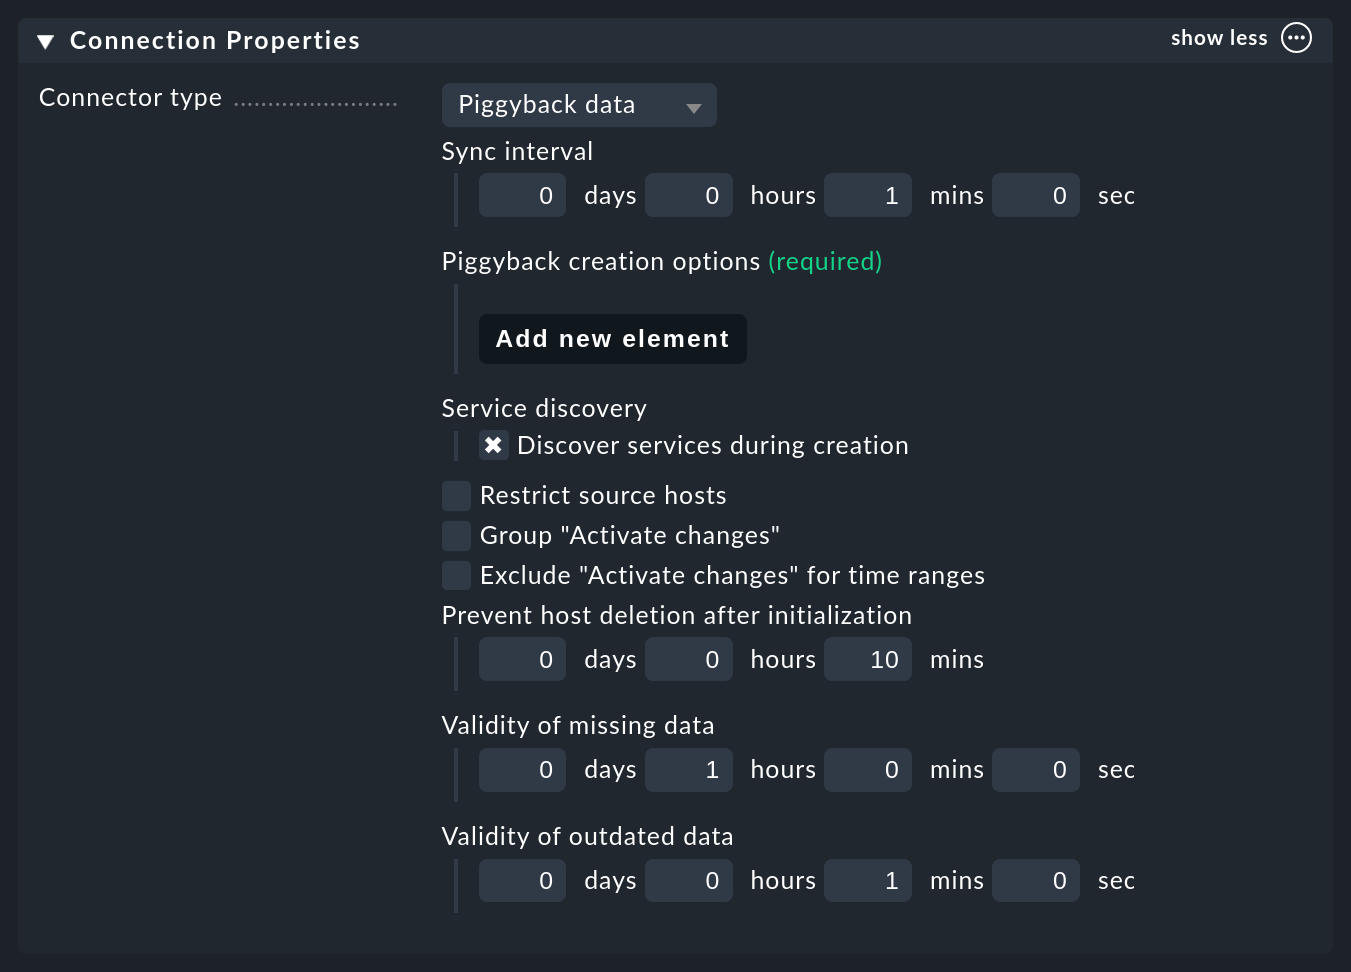 Connection Properties show less
Connector type Piggyback data
Sync interval
0 days 0 hours 1 mins 0 sec
Piggyback creation options (required)
Add new element
Service discovery
Discover services during creation
Restrict source hosts
Group "Activate changes"
Exclude "Activate changes" for time ranges
Prevent host deletion after initialization
0 days 0 hours 10 mins
Validity of missing data
0 days 1 hours 0 mins 0 sec
Validity of outdated data
0 days 0 hours 1 mins 0 sec